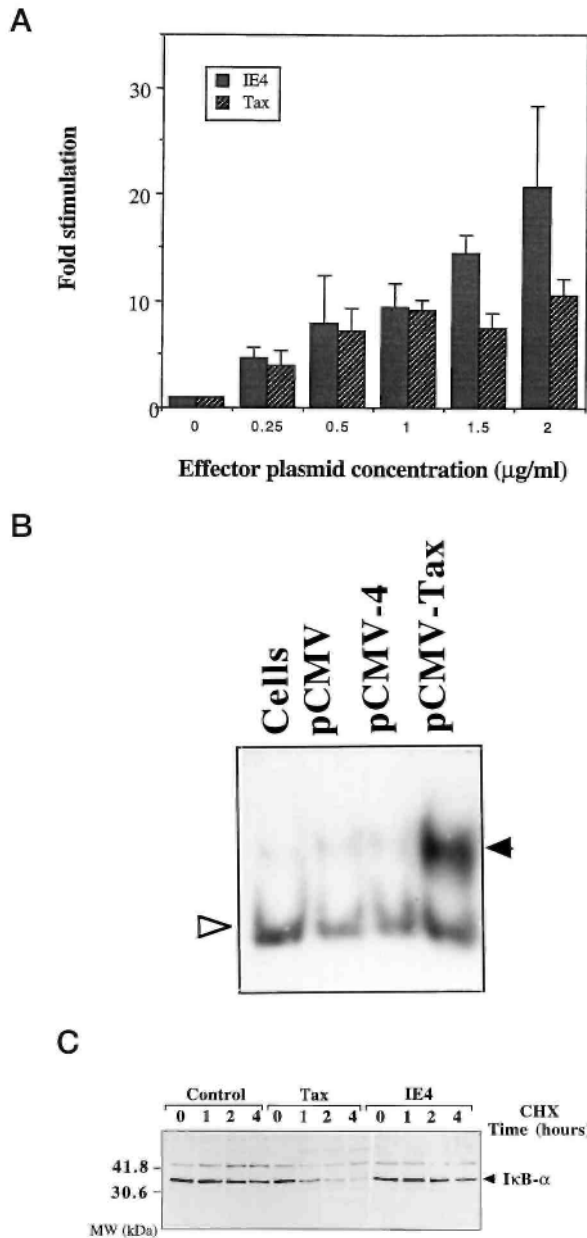 A
Fold stimulation
30
20
10
0
IE4
Tax
0 0.25 0.5 1 1.5 2
Effector plasmid concentration (μg/ml)
B
Cells
pCMV
pCMV-4
pCMV-Tax
C
Control Tax IE4
0 1 2 4 0 1 2 4 0 1 2 4 CHX
Time (hours)
41.8
IκB-α
30.6
MW (kDa)